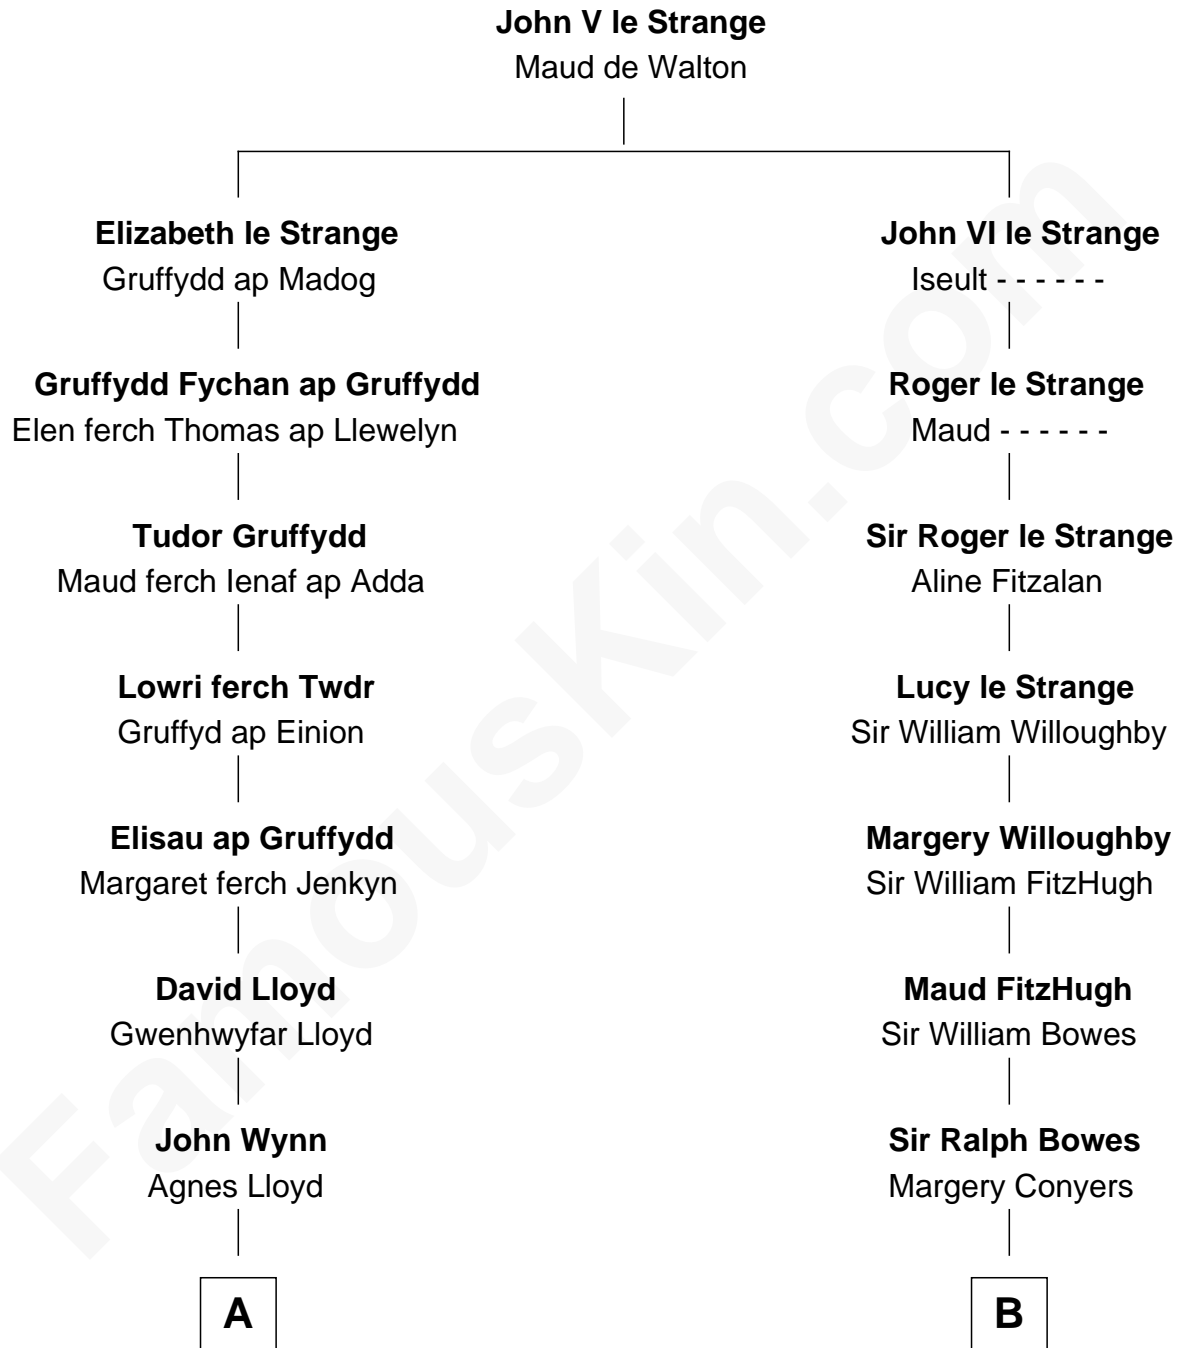 John V le Strange
Maud de Walton
Elizabeth le Strange
Gruffydd ap Madog
Gruffydd Fychan ap Gruffydd
Elen ferch Thomas ap Llewelyn
Tudor Gruffydd
Maud ferch Ienaf ap Adda
Lowri ferch Twdr
Gruffyd ap Einion
Elisau ap Gruffydd
Margaret ferch Jenkyn
David Lloyd
Gwenhwyfar Lloyd
John Wynn
Agnes Lloyd
A
John VI le Strange
Iseult - - - - - -
Roger le Strange
Maud - - - - - -
Sir Roger le Strange
Aline Fitzalan
Lucy le Strange
Sir William Willoughby
Margery Willoughby
Sir William FitzHugh
Maud FitzHugh
Sir William Bowes
Sir Ralph Bowes
Margery Conyers
B
FamousKin.com